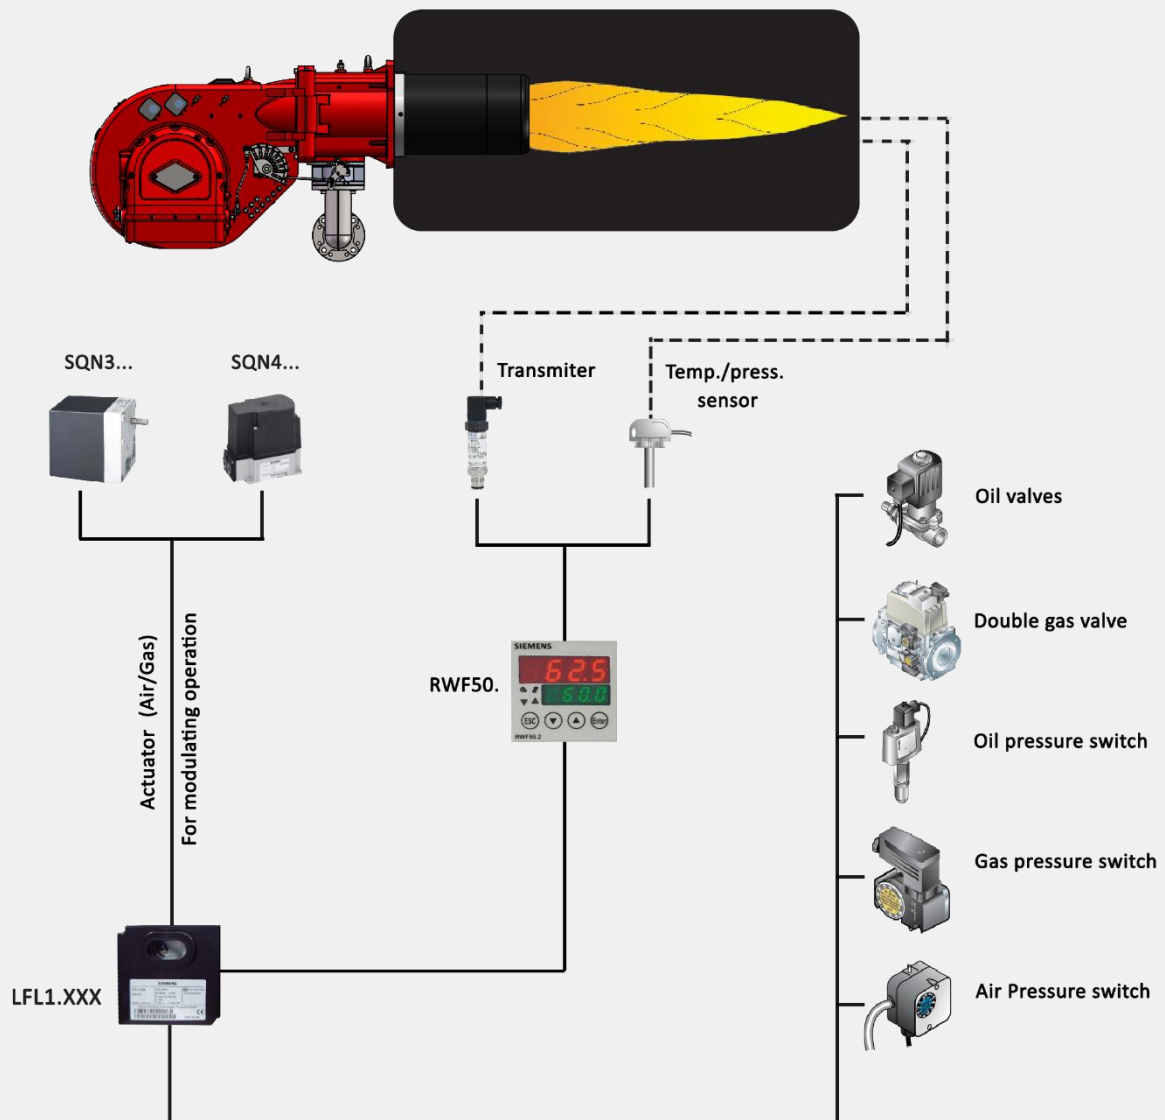 SQN3...
SQN4...
Transmiter
Temp./press.
sensor
Oil valves
Double gas valve
SIEMENS
62.5
60.0
ESC
Enter
RWF50.2
RWF50.
Actuator (Air/Gas)
For modulating operation
Oil pressure switch
Gas pressure switch
LFL1.XXX
SIEMENS
Air Pressure switch